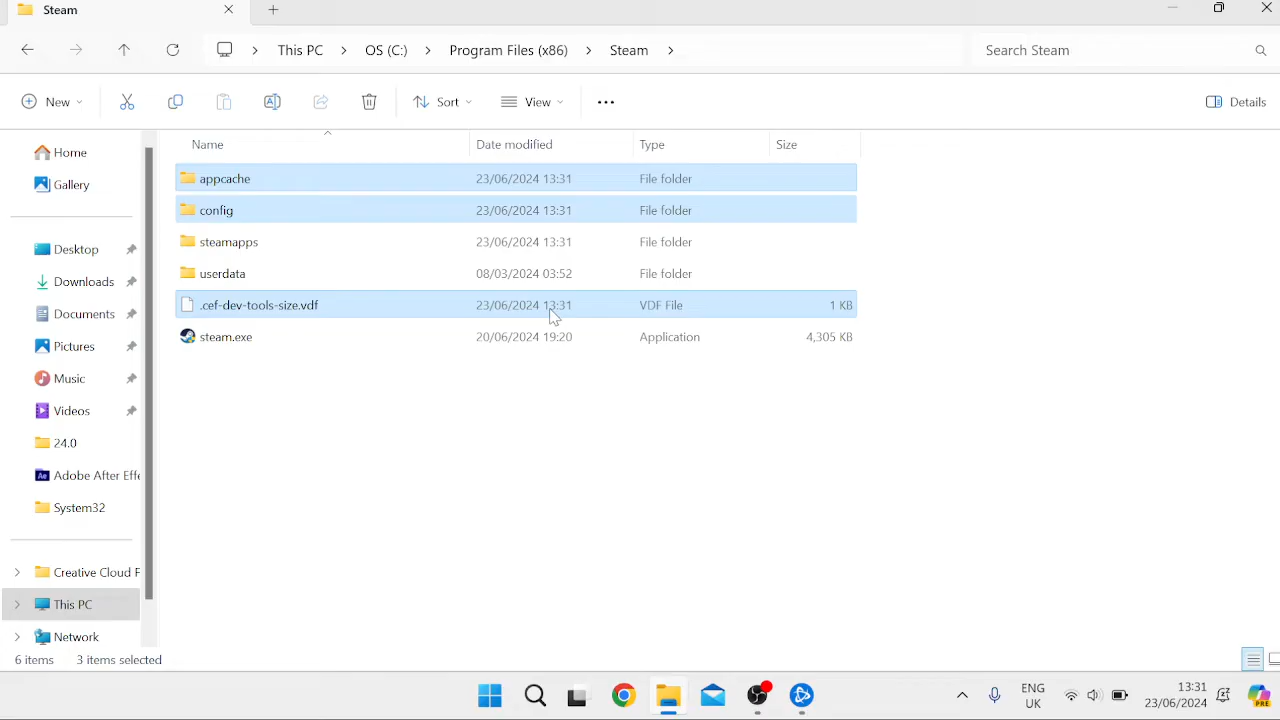 Steam
This PC > OS (C:) > Program Files (x86) > Steam >
Search Steam
New
Sort
View
Details
Name Date modified Type Size
appcache 23/06/2024 13:31 File folder
config 23/06/2024 13:31 File folder
steamapps 23/06/2024 13:31 File folder
userdata 08/03/2024 03:52 File folder
.cef-dev-tools-size.vdf 23/06/2024 13:31 VDF File 1 KB
steam.exe 20/06/2024 19:20 Application 4,305 KB
Home
Gallery
Desktop
Downloads
Documents
Pictures
Music
Videos
24.0
Ae Adobe After Effe
System32
Creative Cloud F
This PC
Network
6 items 3 items selected
ENG
UK
13:31
23/06/2024
PRE